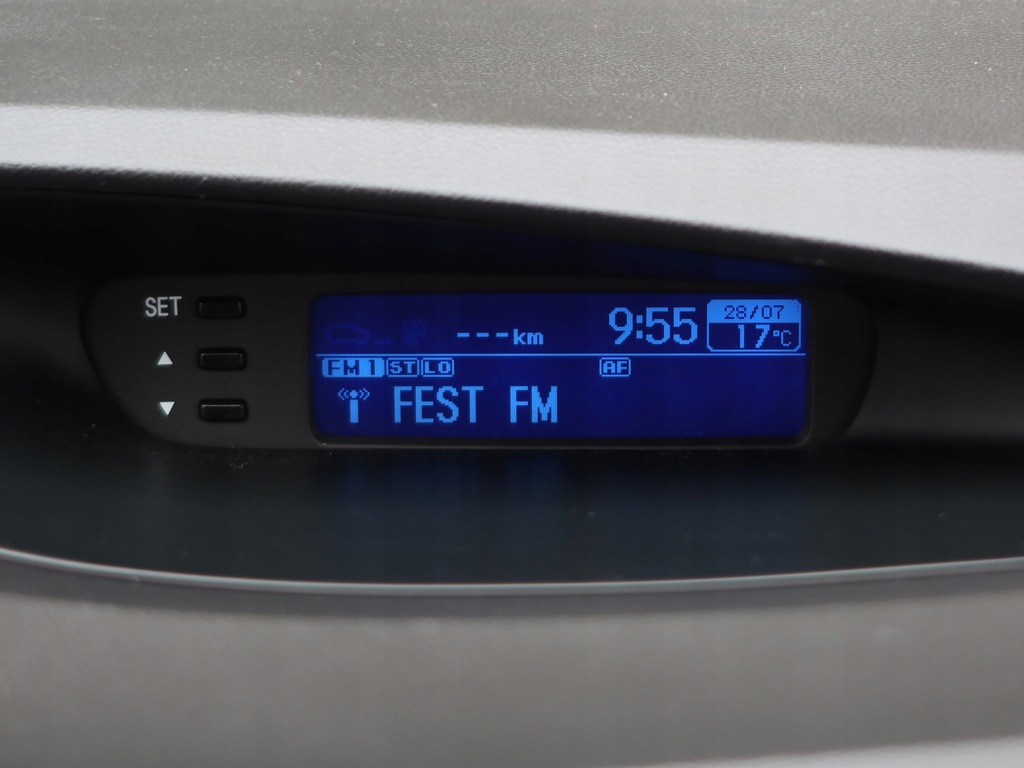 SET
---km
9:55
28/07
17°C
FM1 ST LO AF
FEST FM